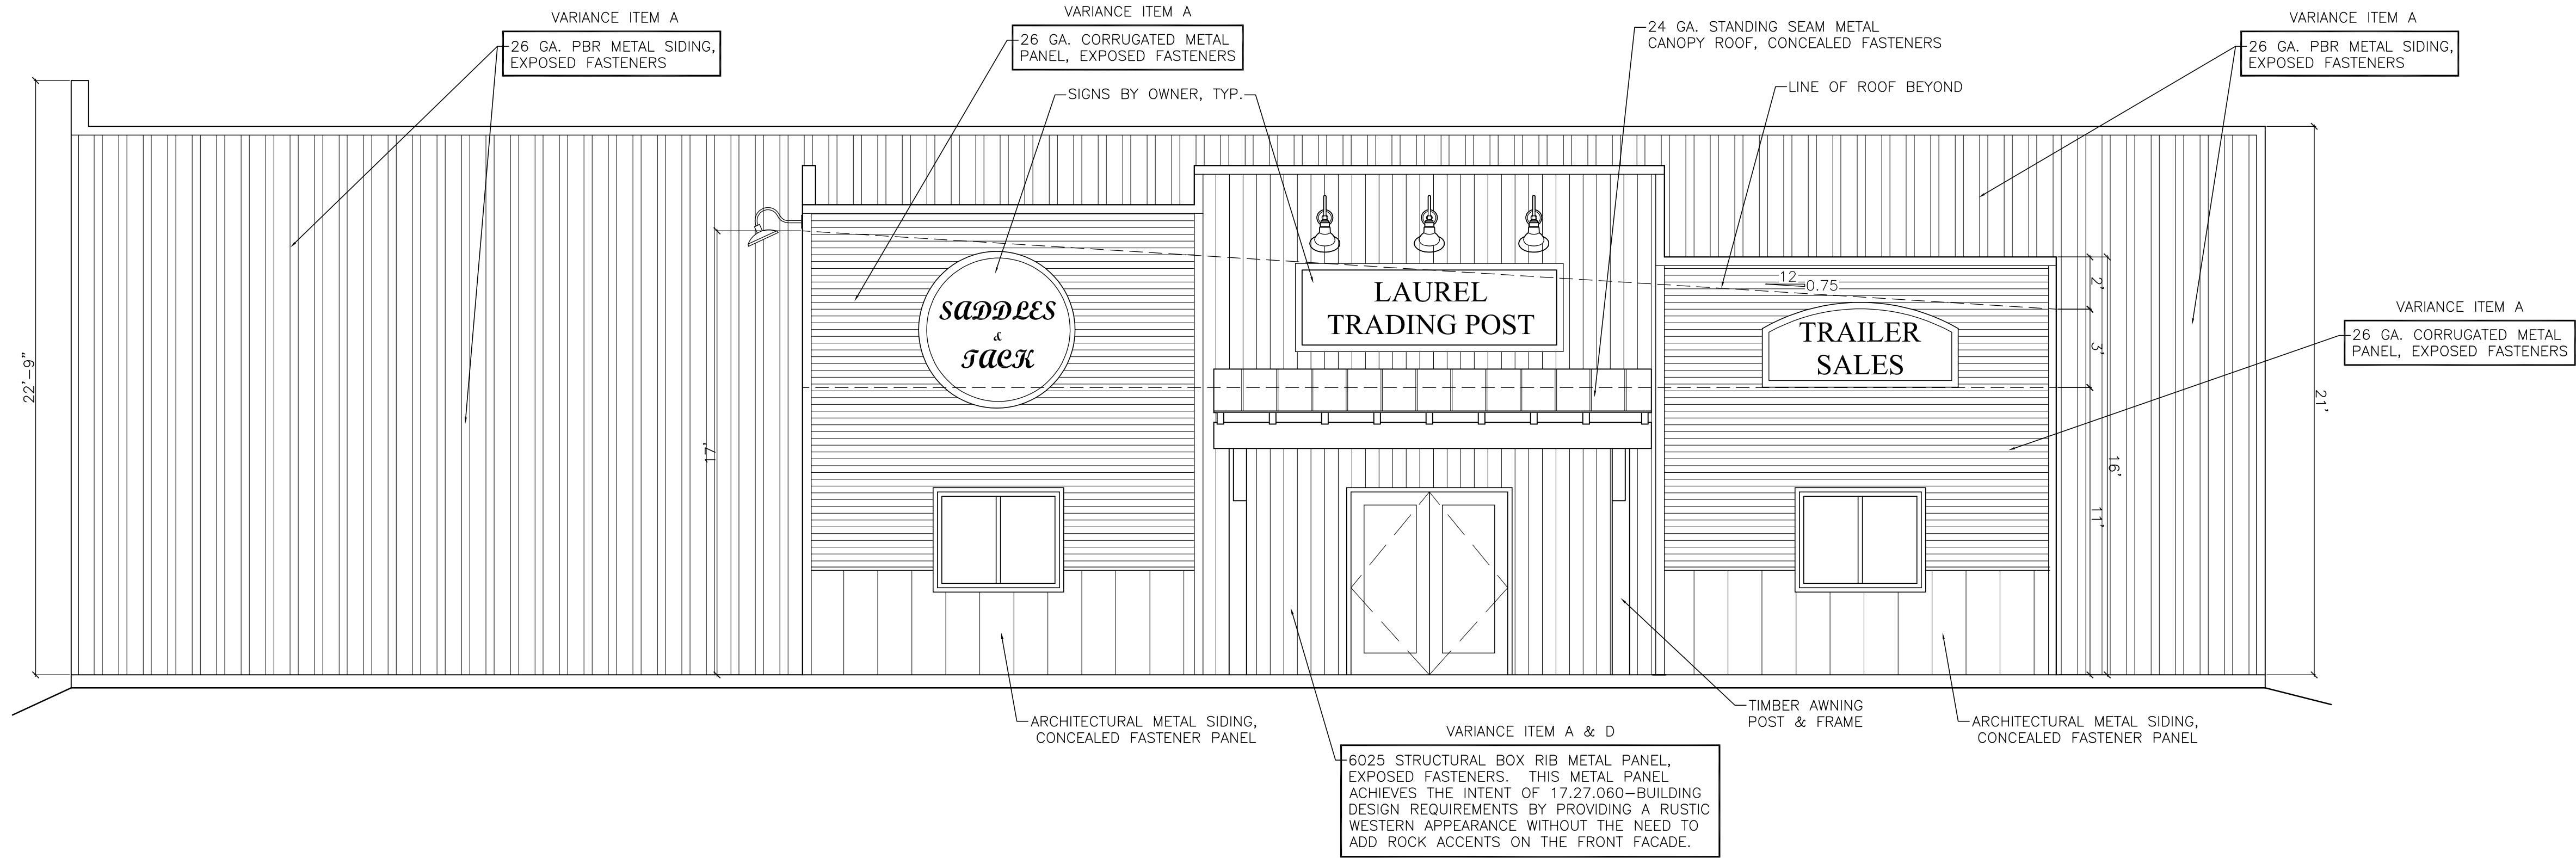 VARIANCE ITEM A
26 GA. PBR METAL SIDING,
EXPOSED FASTENERS
VARIANCE ITEM A
26 GA. CORRUGATED METAL
PANEL, EXPOSED FASTENERS
SIGNS BY OWNER, TYP.
24 GA. STANDING SEAM METAL
CANOPY ROOF, CONCEALED FASTENERS
LINE OF ROOF BEYOND
VARIANCE ITEM A
26 GA. PBR METAL SIDING,
EXPOSED FASTENERS
VARIANCE ITEM A
26 GA. CORRUGATED METAL
PANEL, EXPOSED FASTENERS
22'-9"
17'
SADDLES
&
TACK
LAUREL
TRADING POST
12
0.75
TRAILER
SALES
2'
3'
11'
16'
21'
ARCHITECTURAL METAL SIDING,
CONCEALED FASTENER PANEL
VARIANCE ITEM A & D
6025 STRUCTURAL BOX RIB METAL PANEL,
EXPOSED FASTENERS. THIS METAL PANEL
ACHIEVES THE INTENT OF 17.27.060-BUILDING
DESIGN REQUIREMENTS BY PROVIDING A RUSTIC
WESTERN APPEARANCE WITHOUT THE NEED TO
ADD ROCK ACCENTS ON THE FRONT FACADE.
TIMBER AWNING
POST & FRAME
ARCHITECTURAL METAL SIDING,
CONCEALED FASTENER PANEL